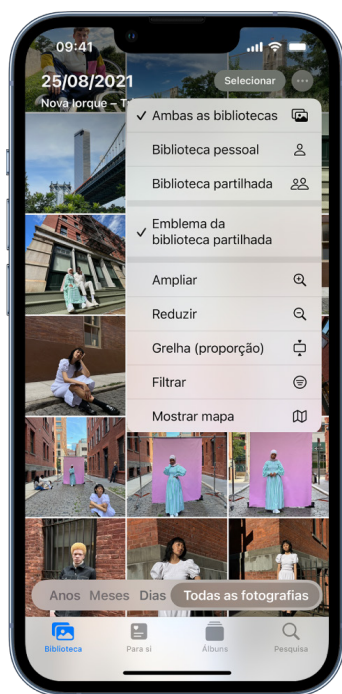 09:41
25/08/2021
Selecionar
Nova Iorque – T
Ambas as bibliotecas
Biblioteca pessoal
Biblioteca partilhada
Emblema da
biblioteca partilhada
Ampliar
Reduzir
Grelha (proporção)
Filtrar
Mostrar mapa
Anos Meses Dias Todas as fotografias
Biblioteca Para si Álbuns Pesquisa